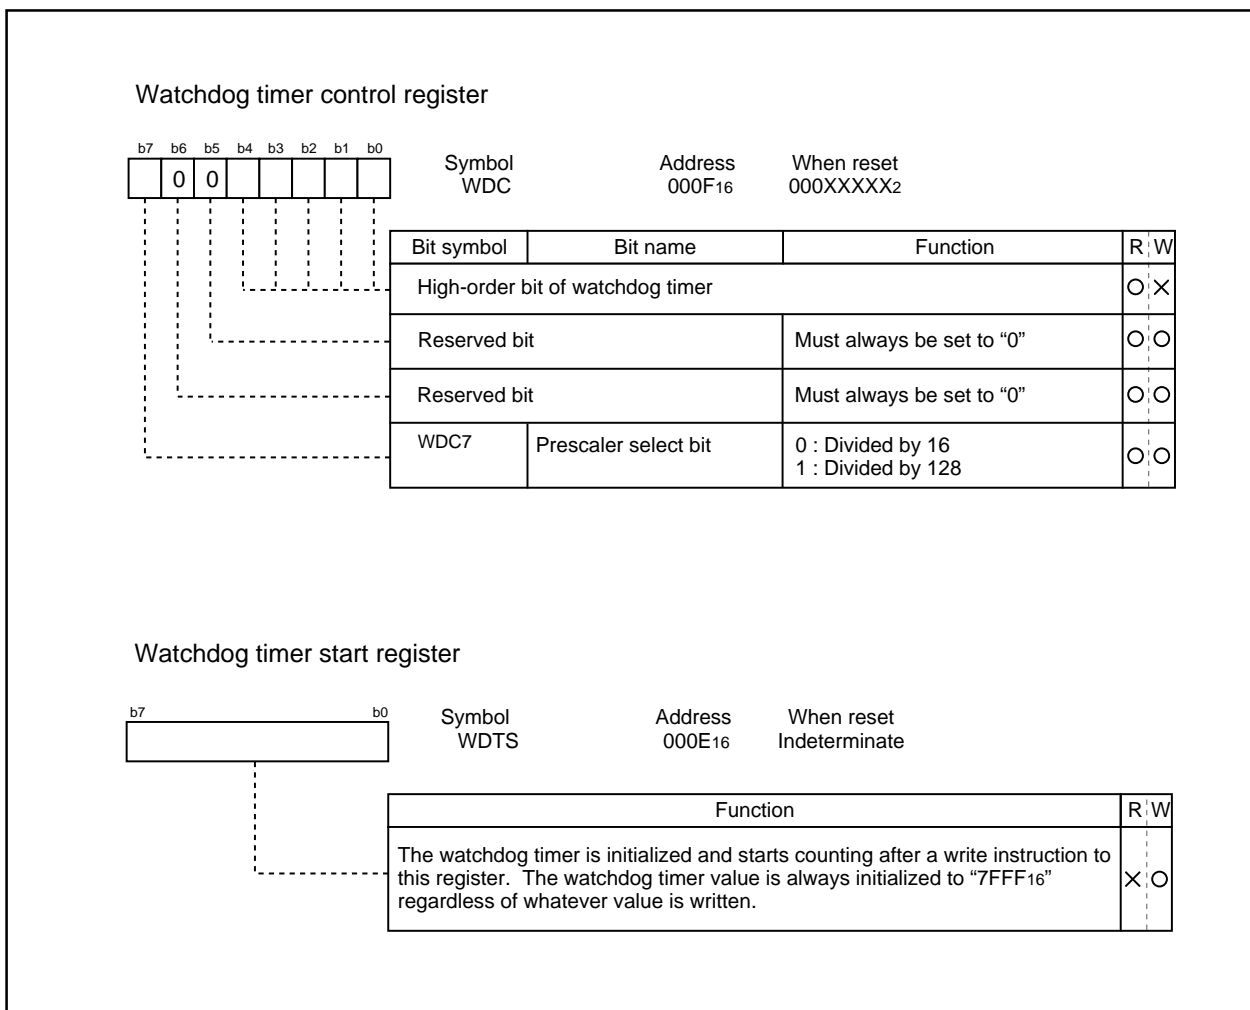 Watchdog timer control register
b7 b6 b5 b4 b3 b2 b1 b0
0 0
Symbol Address When reset
WDC 000F16 000XXXXX2
Bit symbol Bit name Function R W
High-order bit of watchdog timer O X
Reserved bit Must always be set to “0” O O
Reserved bit Must always be set to “0” O O
WDC7 Prescaler select bit 0 : Divided by 16 O O
1 : Divided by 128
Watchdog timer start register
b7 b0
Symbol Address When reset
WDTS 000E16 Indeterminate
Function R W
The watchdog timer is initialized and starts counting after a write instruction to
this register. The watchdog timer value is always initialized to “7FFF16” X O
regardless of whatever value is written.